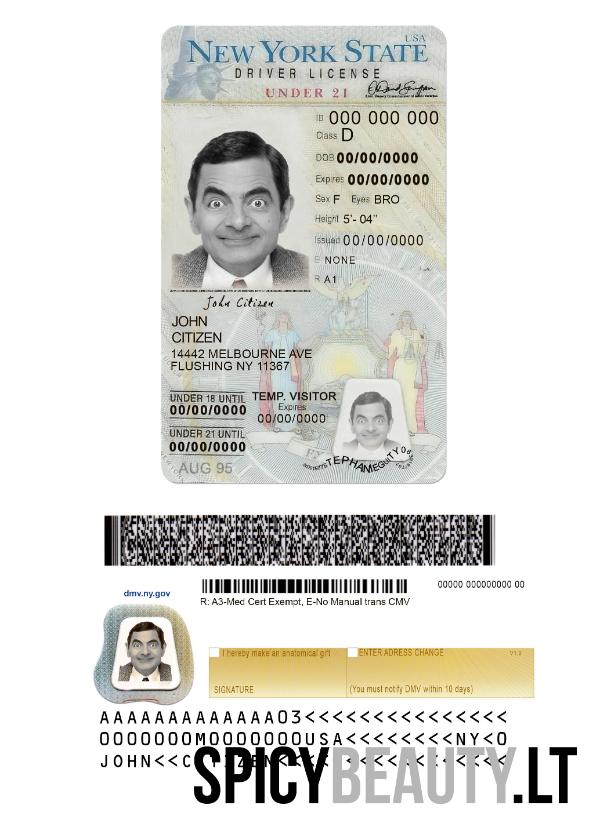 USA
NEW YORK STATE
DRIVER LICENSE
UNDER 21
ID 000 000 000
Class D
DOB 00/00/0000
Expires 00/00/0000
Sex F Eyes BRO
Height 5'- 04"
Issued 00/00/0000
E NONE
R A1
John Citizen
JOHN
CITIZEN
14442 MELBOURNE AVE
FLUSHING NY 11367
UNDER 18 UNTIL
00/00/0000
TEMP. VISITOR
Expires
00/00/0000
UNDER 21 UNTIL
00/00/0000
AUG 95
dmv.ny.gov
R: A3-Med Cert Exempt, E-No Manual trans CMV
00000 000000000 00
I hereby make an anatomical gift
SIGNATURE
ENTER ADRESS CHANGE
V1.2
(You must notify DMV within 10 days)
AAAAAAAAAAAAAA03<<<<<<<<<<<<<<<
0000000M0000000USA<<<<<<<<NY<0
SPICYBEAUTY.LT